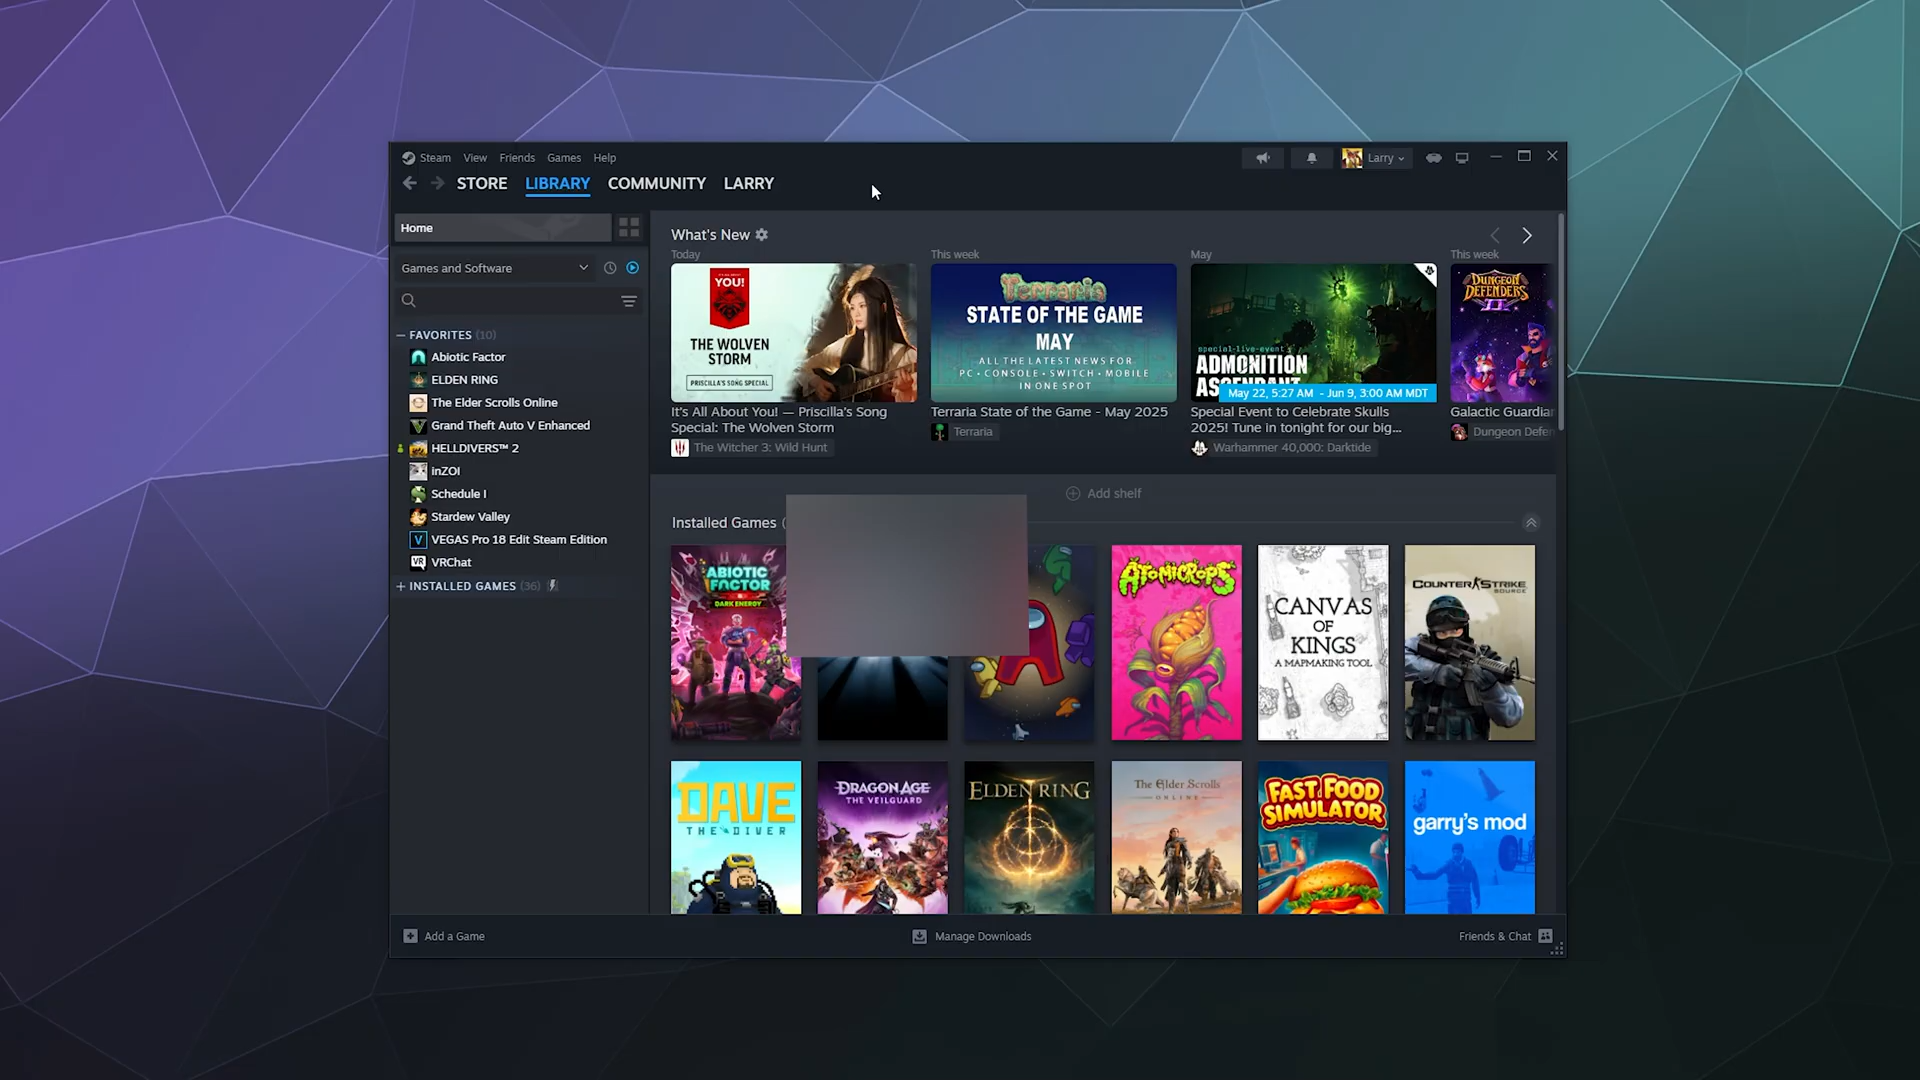 Steam View Friends Games Help
Larry
STORE LIBRARY COMMUNITY LARRY
Home
Games and Software
FAVORITES (10)
Abiotic Factor
ELDEN RING
The Elder Scrolls Online
Grand Theft Auto V Enhanced
HELLDIVERS™ 2
inZOI
Schedule I
Stardew Valley
VEGAS Pro 18 Edit Steam Edition
VRChat
INSTALLED GAMES (36)
What's New
Today
YOU!
THE WOLVEN
STORM
PRISCILLA'S SONG SPECIAL
It's All About You! — Priscilla's Song
Special: The Wolven Storm
The Witcher 3: Wild Hunt
This week
Terraria
STATE OF THE GAME
MAY
ALL THE LATEST NEWS FOR
PC • CONSOLE • SWITCH • MOBILE
IN ONE SPOT
Terraria State of the Game - May 2025
Terraria
May
special-live-event
ADMONITION
ASCENDANT
May 22, 5:27 AM - Jun 9, 3:00 AM MDT
Special Event to Celebrate Skulls
2025! Tune in tonight for our big...
Warhammer 40,000: Darktide
This week
DUNGEON
DEFENDERS
II
Galactic Guardian
Dungeon Defen
Add shelf
Installed Games (
ABIOTIC
FACTOR
DARK ENERGY
ATOMICROPS
CANVAS
OF
KINGS
A MAPMAKING TOOL
COUNTER STRIKE
SOURCE
DAVE
THE DIVER
DRAGON AGE
THE VEILGUARD
ELDEN RING
The Elder Scrolls
ONLINE
FAST FOOD
SIMULATOR
garry's mod
Add a Game
Manage Downloads
Friends & Chat